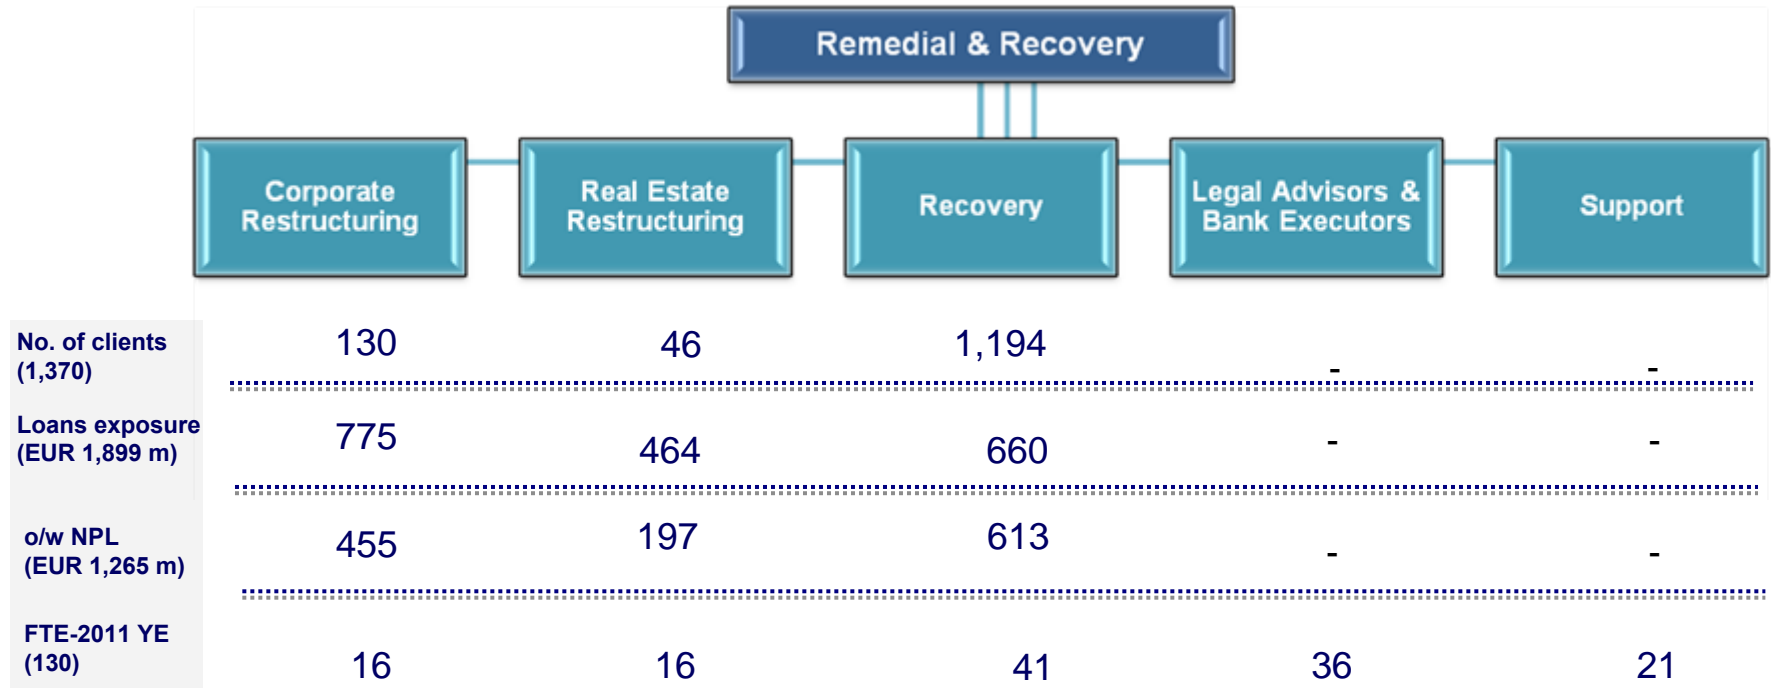 Remedial & Recovery
Corporate
Restructuring
Real Estate
Restructuring
Recovery
Legal Advisors &
Bank Executors
Support
No. of clients
(1,370)
130
46
1,194
-
-
Loans exposure
(EUR 1,899 m)
775
464
660
-
-
o/w NPL
(EUR 1,265 m)
455
197
613
-
-
FTE-2011 YE
(130)
16
16
41
36
21